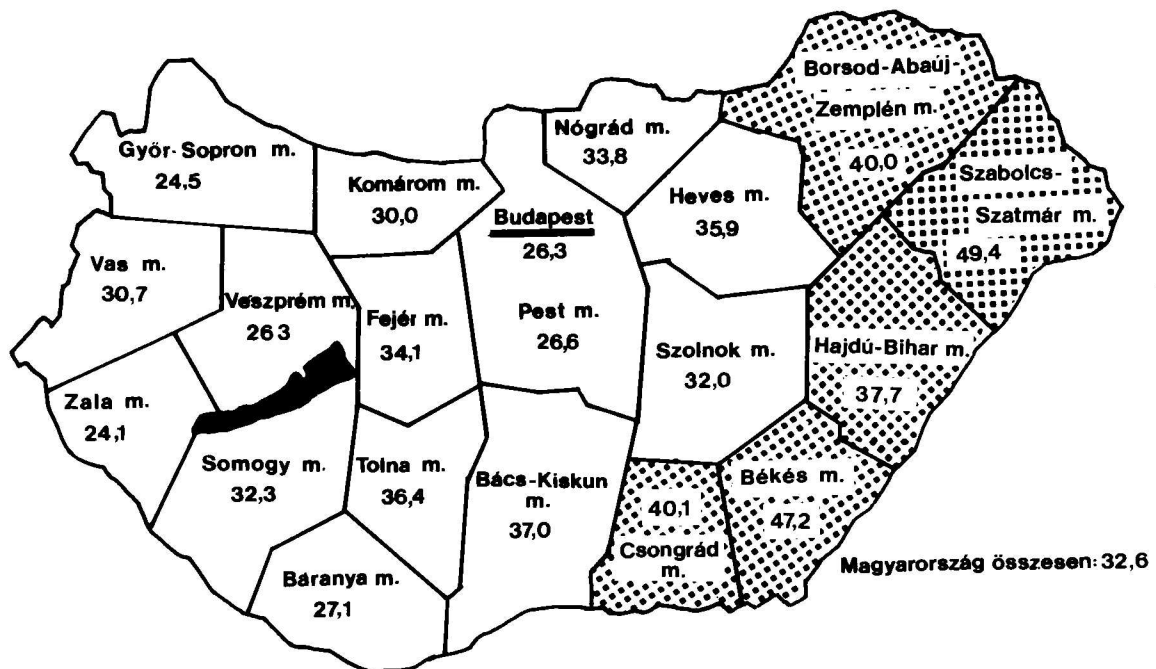 Borsod-Abaúj-
Zemplén m.
40,0
Nógrád m.
33,8
Győr-Sopron m.
24,5
Komárom m.
30,0
Heves m.
35,9
Szabolcs-
Szatmár m.
49,4
Budapest
26,3
Vas m.
30,7
Veszprém m.
26 3
Fejér m.
34,1
Pest m.
26,6
Szolnok m.
32,0
Hajdú-Bihar m.
37,7
Zala m.
24,1
Somogy m.
32,3
Tolna m.
36,4
Bács-Kiskun
m.
37,0
Békés m.
47,2
40,1
Csongrád
m.
Baranya m.
27,1
Magyarország összesen: 32,6